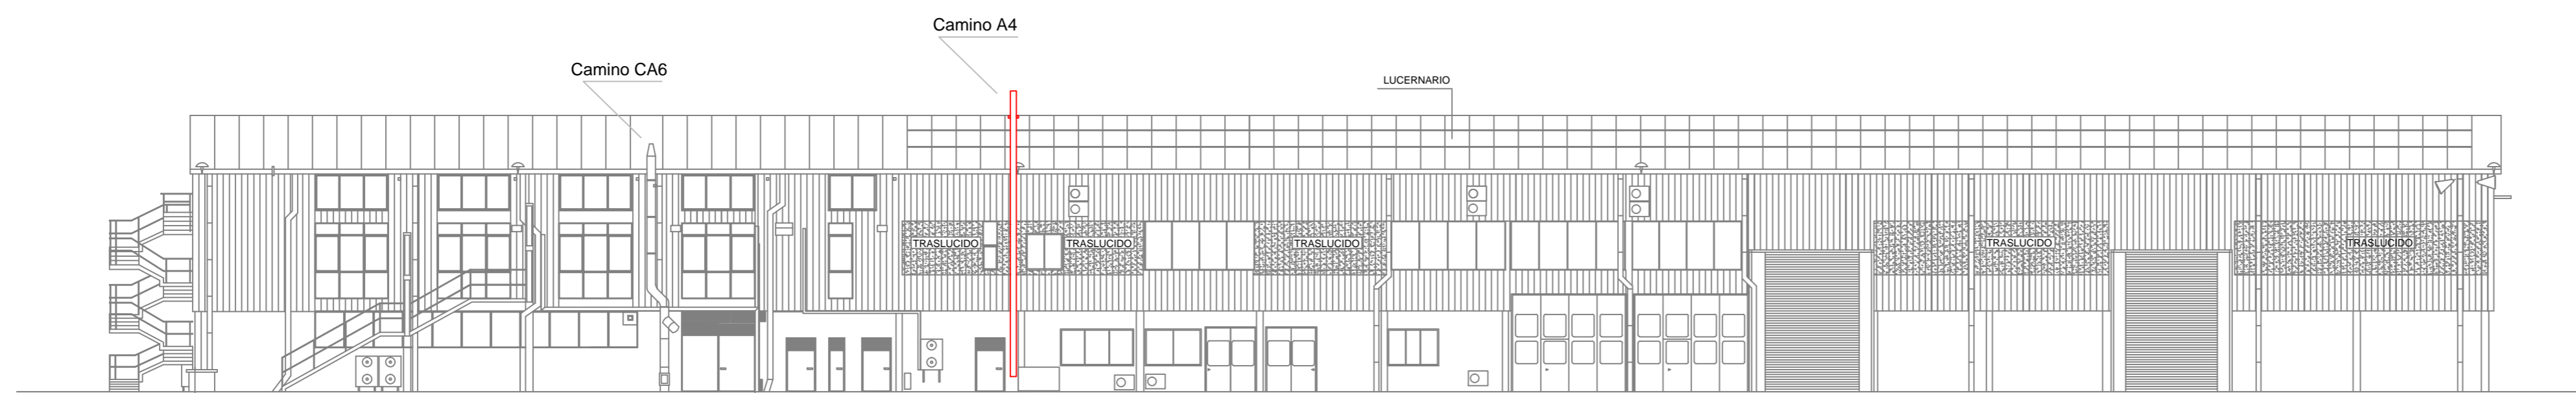 Camino A4
Camino CA6
LUCERNARIO
TRASLUCIDO
TRASLUCIDO
TRASLUCIDO
TRASLUCIDO
TRASLUCIDO